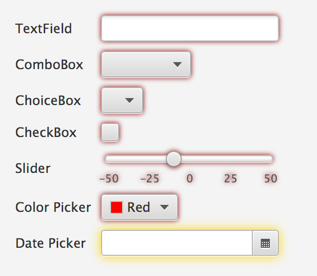 TextField
ComboBox
ChoiceBox
CheckBox
Slider
-50 -25 0 25 50
Color Picker Red
Date Picker